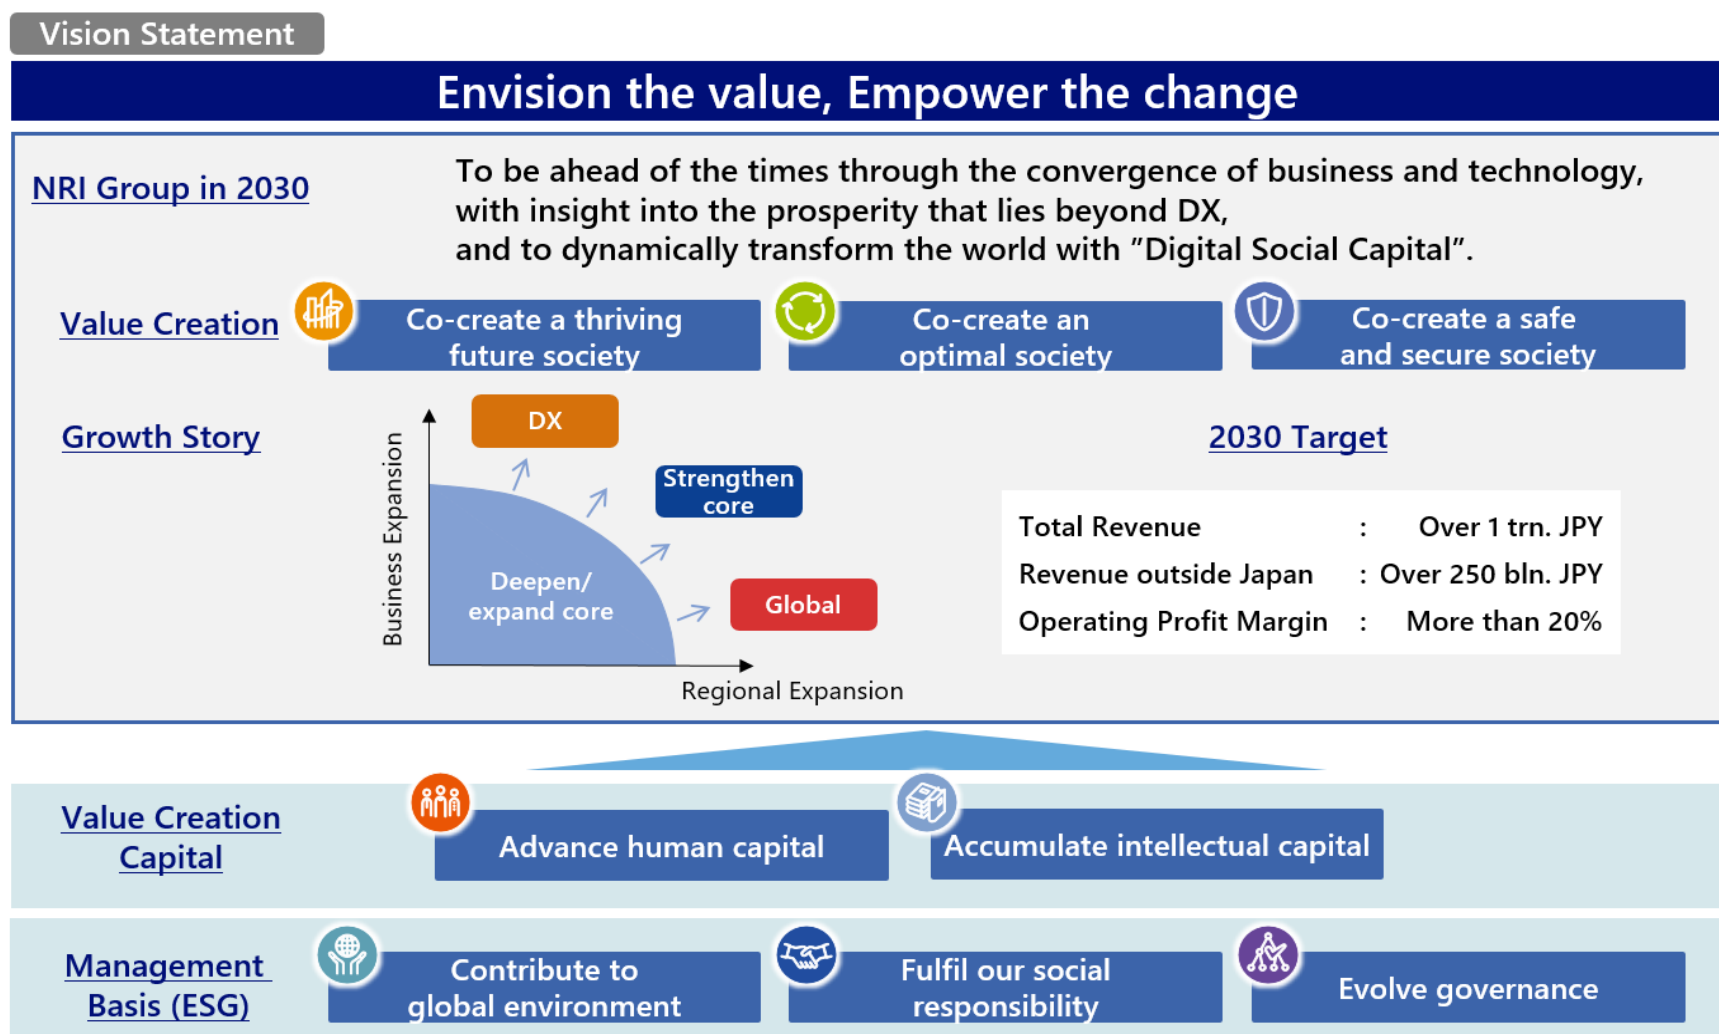 Vision Statement
Envision the value, Empower the change
NRI Group in 2030
To be ahead of the times through the convergence of business and technology,
with insight into the prosperity that lies beyond DX,
and to dynamically transform the world with "Digital Social Capital".
Value Creation
Co-create a thriving
future society
Co-create an
optimal society
Co-create a safe
and secure society
Growth Story
Business Expansion
DX
Strengthen
core
Deepen/
expand core
Global
Regional Expansion
2030 Target
Total Revenue : Over 1 trn. JPY
Revenue outside Japan : Over 250 bln. JPY
Operating Profit Margin : More than 20%
Value Creation
Capital
Advance human capital
Accumulate intellectual capital
Management
Basis (ESG)
Contribute to
global environment
Fulfil our social
responsibility
Evolve governance